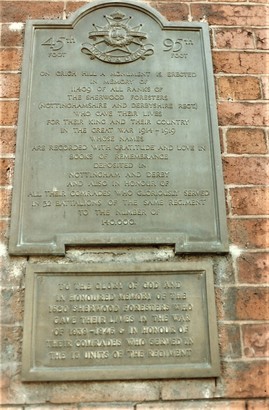 45TH 95TH
FOOT FOOT
ON CRICH HILL A MONUMENT IS ERECTED
IN MEMORY OF
11409 OF ALL RANKS OF
THE SHERWOOD FORESTERS
(NOTTINGHAMSHIRE AND DERBYSHIRE REGT)
WHO GAVE THEIR LIVES
FOR THEIR KING AND THEIR COUNTRY
IN THE GREAT WAR 1914-1919
WHOSE NAMES
ARE RECORDED WITH GRATITUDE AND LOVE IN
BOOKS OF REMEMBRANCE
DEPOSITED IN
NOTTINGHAM AND DERBY
AND ALSO IN HONOUR OF
ALL THEIR COMRADES WHO GLORIOUSLY SERVED
IN 32 BATTALIONS OF THE SAME REGIMENT
TO THE NUMBER OF
140,000.
TO THE GLORY OF GOD AND
IN HONOURED MEMORY OF THE
1520 SHERWOOD FORESTERS WHO
GAVE THEIR LIVES IN THE WAR
OF 1939-1945 & IN HONOUR OF
THEIR COMRADES WHO SERVED IN
THE 17 UNITS OF THE REGIMENT